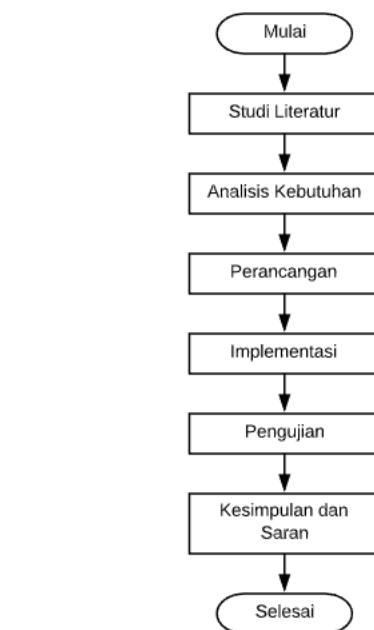 Mulai
Studi Literatur
Analisis Kebutuhan
Perancangan
Implementasi
Pengujian
Kesimpulan dan
Saran
Selesai